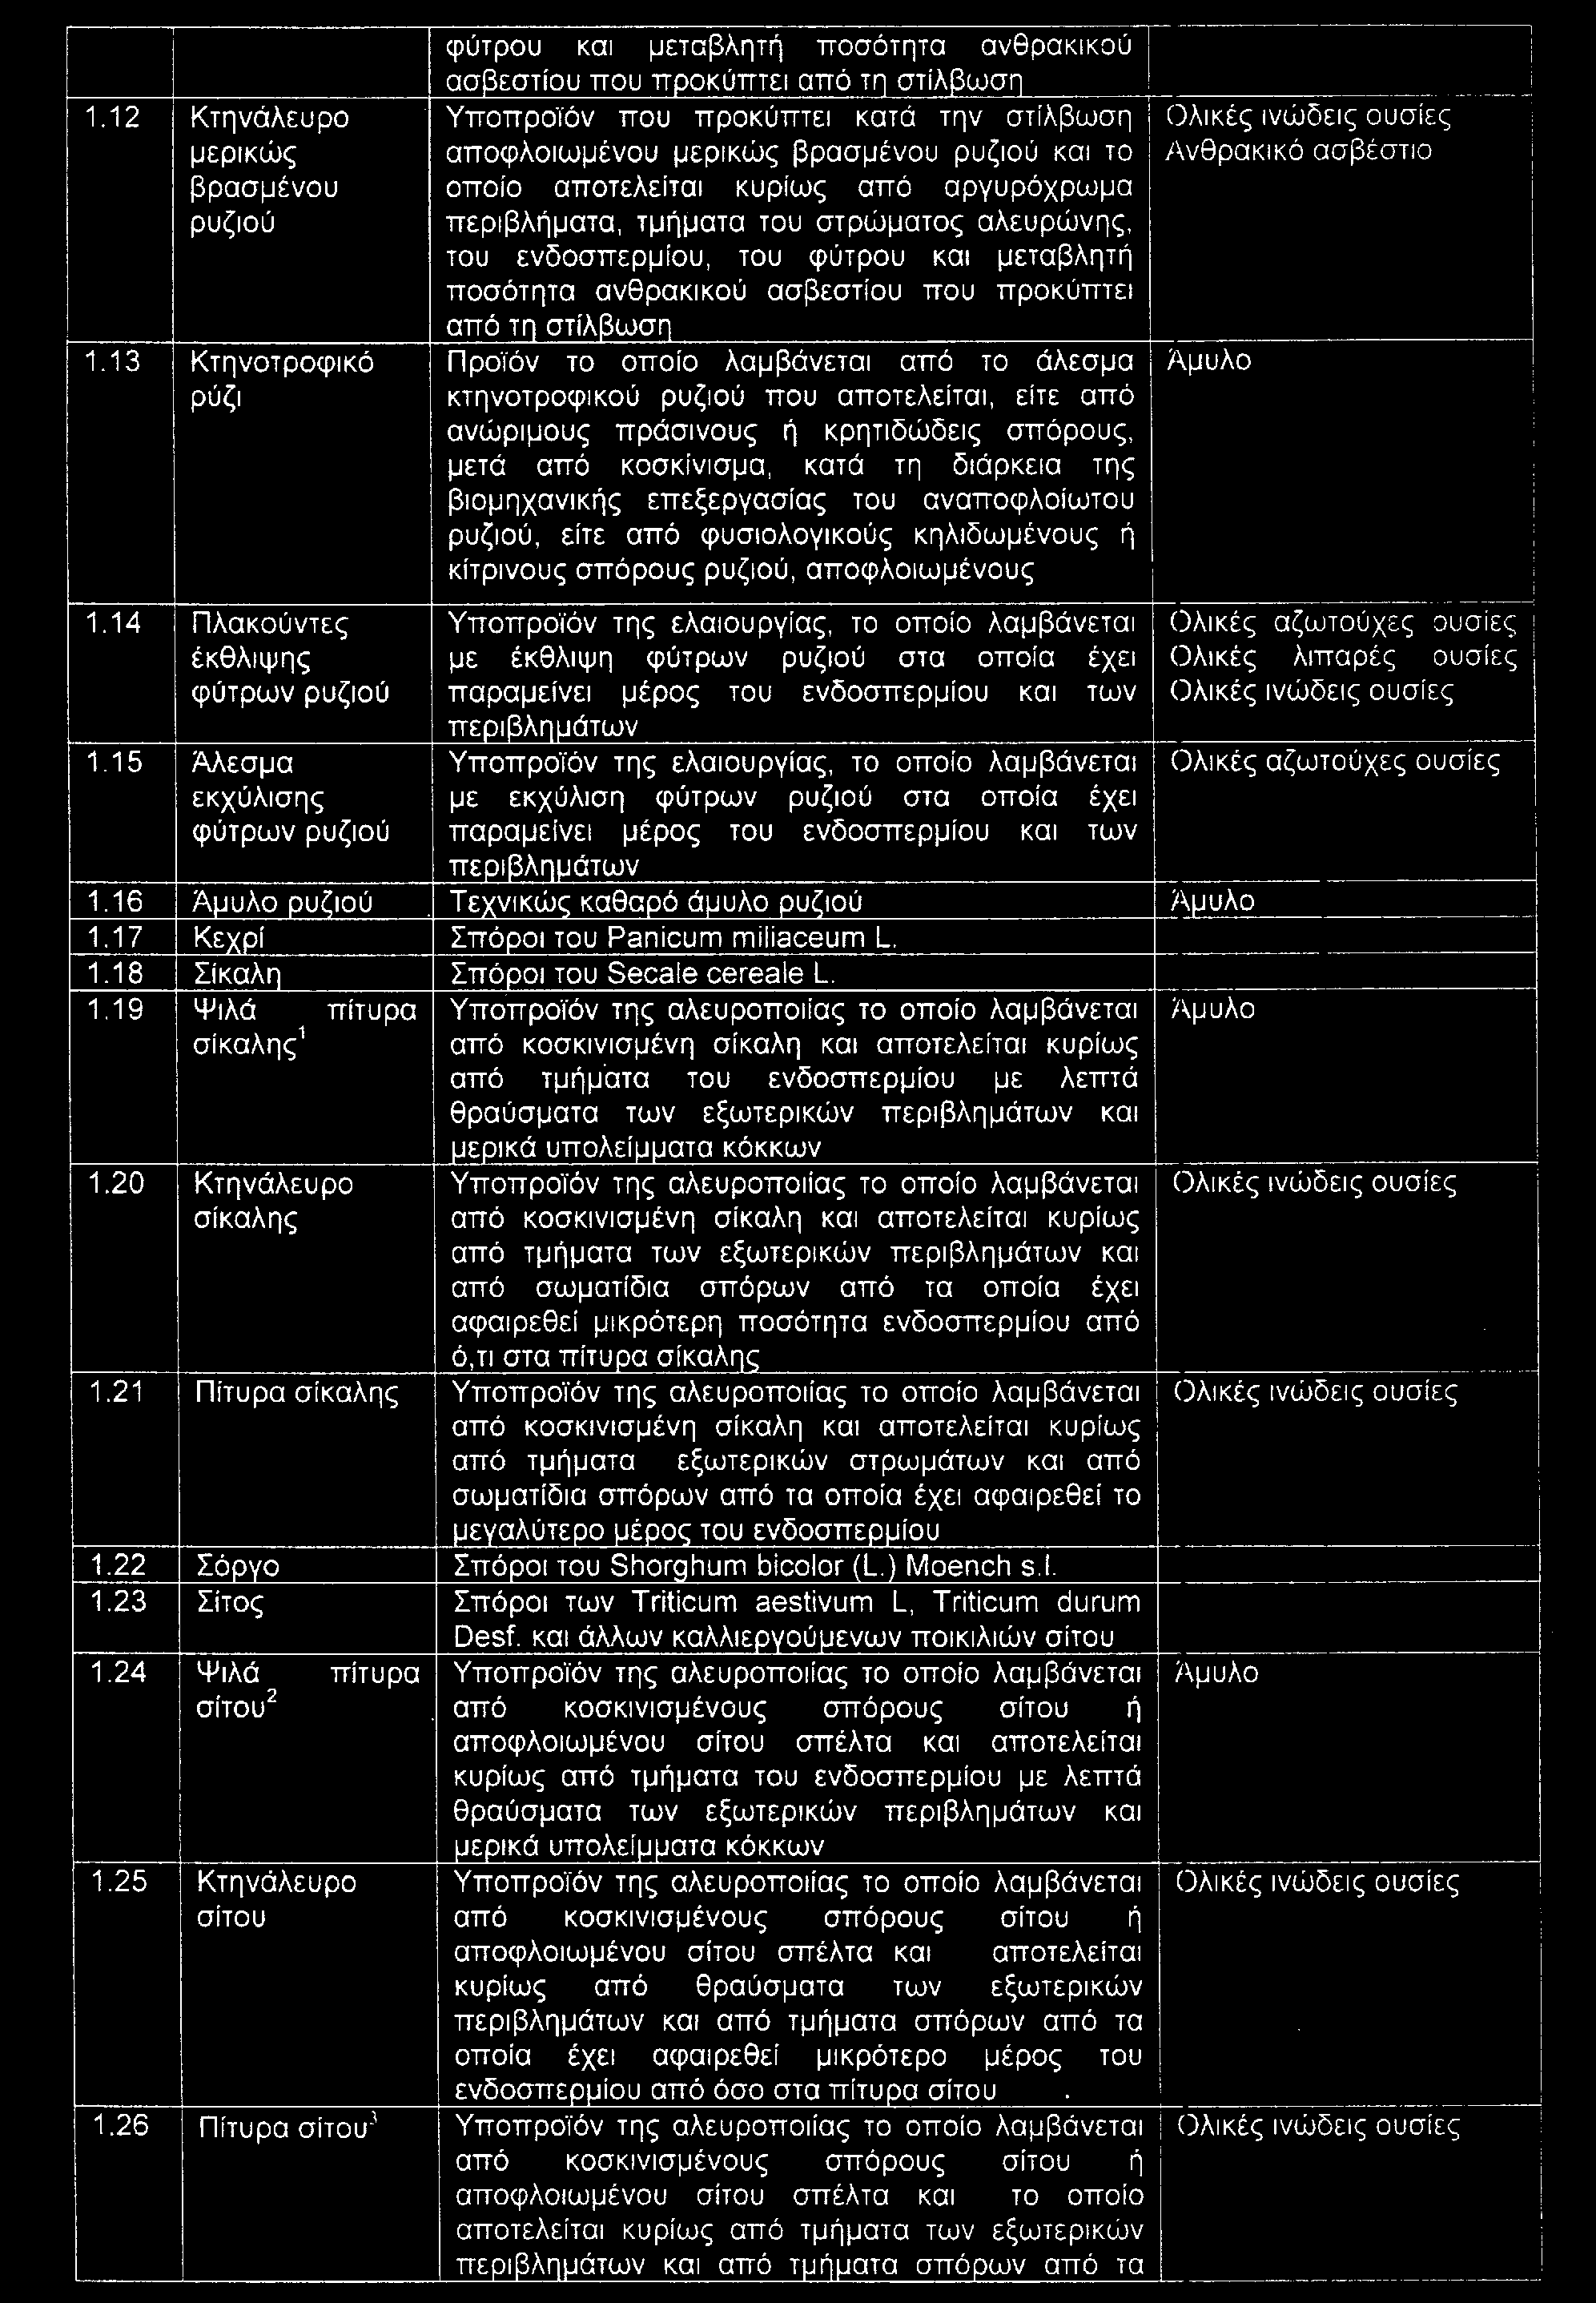 φύτρου και μεταβλητή ποσότητα ανθρακικού
ασβεστίου που προκύπτει από τη στίλβωση
1.12 Κτηνάλευρο
μερικώς
βρασμένου
ρυζιού
Υποπροϊόν που προκύπτει κατά την στίλβωση
αποφλοιωμένου μερικώς βρασμένου ρυζιού και το
οποίο αποτελείται κυρίως από αργυρόχρωμα
περιβλήματα, τμήματα του στρώματος αλευρώνης,
του ενδοσπερμίου, του φύτρου και μεταβλητή
ποσότητα ανθρακικού ασβεστίου που προκύπτει
από τη στίλβωση
Ολικές ινώδεις ουσίες
Ανθρακικό ασβέστιο
1.13 Κτηνοτροφικό
ρύζι
Προϊόν το οποίο λαμβάνεται από το άλεσμα
κτηνοτροφικού ρυζιού που αποτελείται, είτε από
ανώριμους πράσινους ή κρητιδώδεις σπόρους,
μετά από κοσκίνισμα, κατά τη διάρκεια της
βιομηχανικής επεξεργασίας του αναποφλοίωτου
ρυζιού, είτε από φυσιολογικούς κηλιδωμένους ή
κίτρινους σπόρους ρυζιού, αποφλοιωμένους
Άμυλο
1.14 Πλακούντες
έκθλιψης
φύτρων ρυζιού
Υποπροϊόν της ελαιουργίας, το οποίο λαμβάνεται
με έκθλιψη φύτρων ρυζιού στα οποία έχει
παραμείνει μέρος του ενδοσπερμίου και των
περιβλημάτων
Ολικές αζωτούχες ουσίες
Ολικές λιπαρές ουσίες
Ολικές ινώδεις ουσίες
1.15 Άλεσμα
εκχύλισης
φύτρων ρυζιού
Υποπροϊόν της ελαιουργίας, το οποίο λαμβάνεται
με εκχύλιση φύτρων ρυζιού στα οποία έχει
παραμείνει μέρος του ενδοσπερμίου και των
περιβλημάτων
Ολικές αζωτούχες ουσίες
1.16 Άμυλο ρυζιού Τεχνικώς καθαρό άμυλο ρυζιού Άμυλο
1.17 Κεχρί Σπόροι του Panicum miliaceum L.
1.18 Σίκαλη Σπόροι του Secale cereale L.
1.19 Ψιλά πίτυρα
σίκαλης¹
Υποπροϊόν της αλευροποιίας το οποίο λαμβάνεται
από κοσκινισμένη σίκαλη και αποτελείται κυρίως
από τμήματα του ενδοσπερμίου με λεπτά
θραύσματα των εξωτερικών περιβλημάτων και
μερικά υπολείμματα κόκκων
Άμυλο
1.20 Κτηνάλευρο
σίκαλης
Υποπροϊόν της αλευροποιίας το οποίο λαμβάνεται
από κοσκινισμένη σίκαλη και αποτελείται κυρίως
από τμήματα των εξωτερικών περιβλημάτων και
από σωματίδια σπόρων από τα οποία έχει
αφαιρεθεί μικρότερη ποσότητα ενδοσπερμίου από
ό,τι στα πίτυρα σίκαλης
Ολικές ινώδεις ουσίες
1.21 Πίτυρα σίκαλης
Υποπροϊόν της αλευροποιίας το οποίο λαμβάνεται
από κοσκινισμένη σίκαλη και αποτελείται κυρίως
από τμήματα εξωτερικών στρωμάτων και από
σωματίδια σπόρων από τα οποία έχει αφαιρεθεί το
μεγαλύτερο μέρος του ενδοσπερμίου
Ολικές ινώδεις ουσίες
1.22 Σόργο Σπόροι του Shorghum bicolor (L.) Moench s.l.
1.23 Σίτος Σπόροι των Triticum aestivum L, Triticum durum
Desf. και άλλων καλλιεργούμενων ποικιλιών σίτου
1.24 Ψιλά πίτυρα
σίτου²
Υποπροϊόν της αλευροποιίας το οποίο λαμβάνεται
από κοσκινισμένους σπόρους σίτου ή
αποφλοιωμένου σίτου σπέλτα και αποτελείται
κυρίως από τμήματα του ενδοσπερμίου με λεπτά
θραύσματα των εξωτερικών περιβλημάτων και
μερικά υπολείμματα κόκκων
Άμυλο
1.25 Κτηνάλευρο
σίτου
Υποπροϊόν της αλευροποιίας το οποίο λαμβάνεται
από κοσκινισμένους σπόρους σίτου ή
αποφλοιωμένου σίτου σπέλτα και αποτελείται
κυρίως από θραύσματα των εξωτερικών
περιβλημάτων και από τμήματα σπόρων από τα
οποία έχει αφαιρεθεί μικρότερο μέρος του
ενδοσπερμίου από όσο στα πίτυρα σίτου .
Ολικές ινώδεις ουσίες
1.26 Πίτυρα σίτου³
Υποπροϊόν της αλευροποιίας το οποίο λαμβάνεται
από κοσκινισμένους σπόρους σίτου ή
αποφλοιωμένου σίτου σπέλτα και το οποίο
αποτελείται κυρίως από τμήματα των εξωτερικών
περιβλημάτων και από τμήματα σπόρων από τα
Ολικές ινώδεις ουσίες